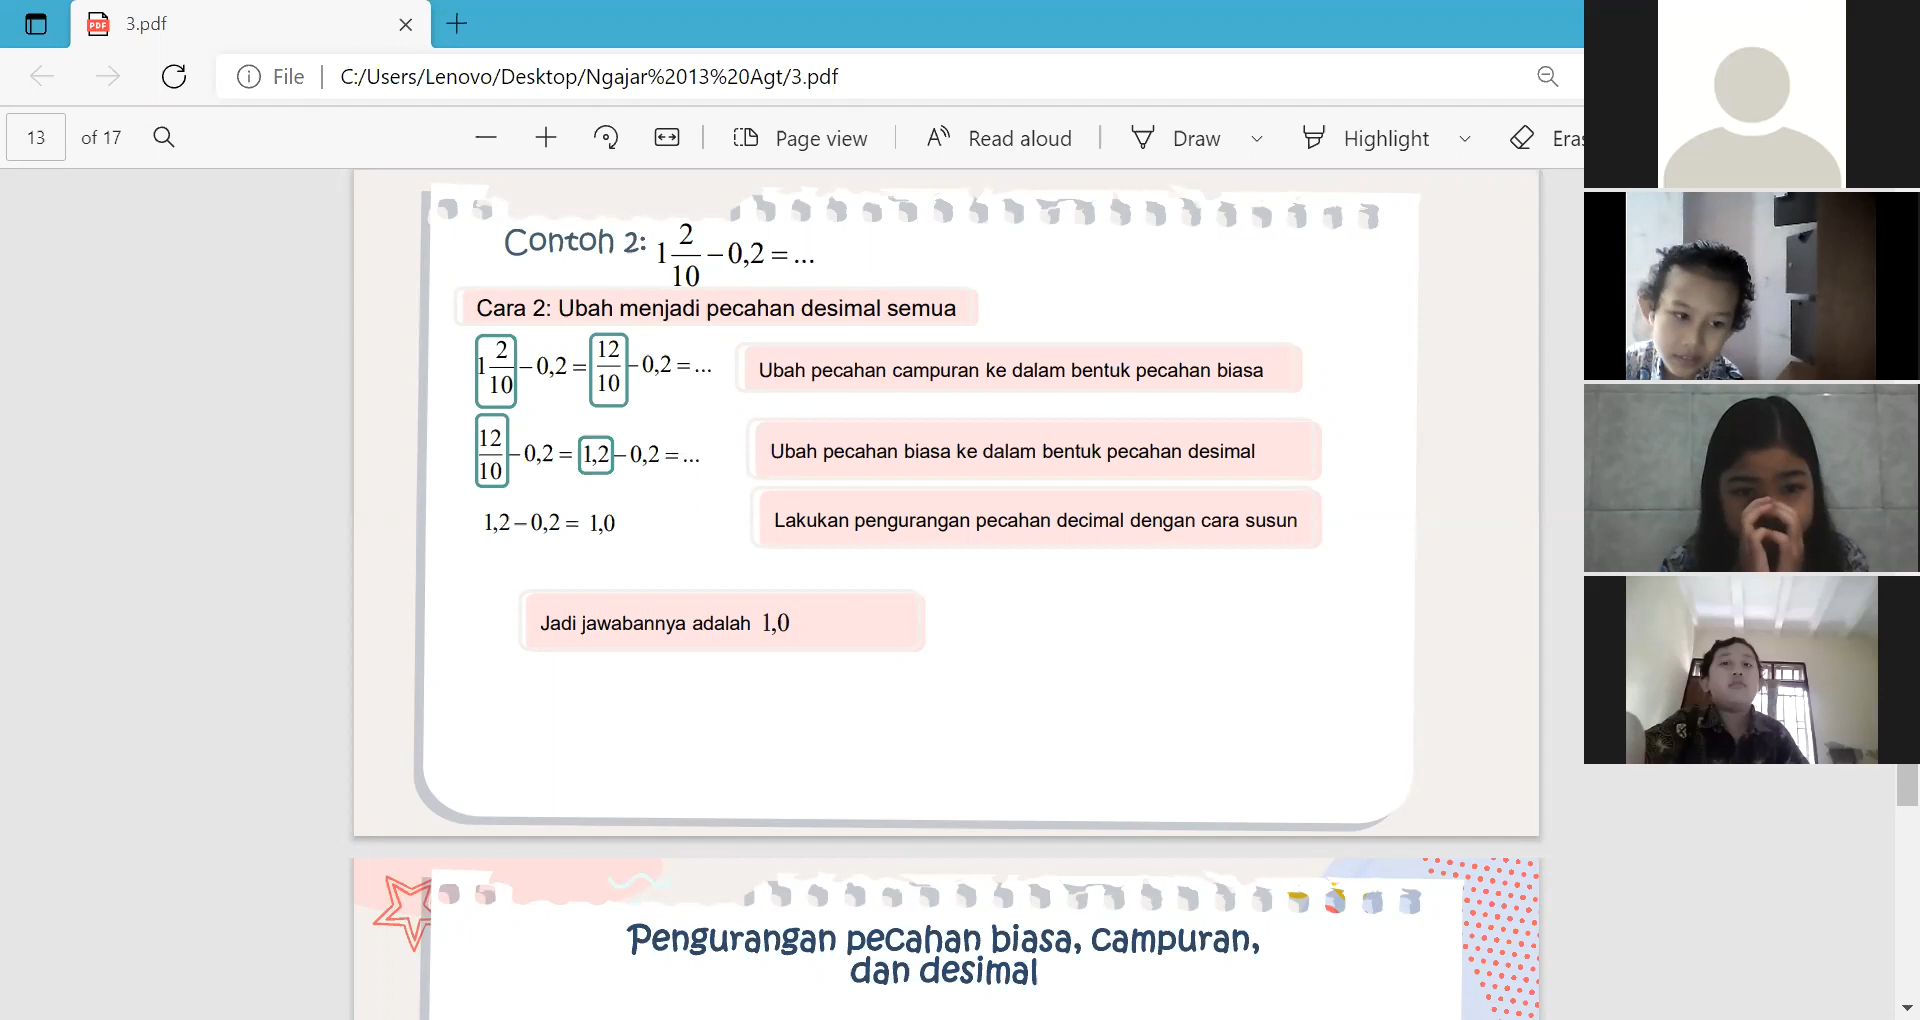 3.pdf
File | C:/Users/Lenovo/Desktop/Ngajar%2013%20Agt/3.pdf
13 of 17 Page view Read aloud Draw Highlight Eras
Contoh 2: 1 2/10 − 0,2 = ...
Cara 2: Ubah menjadi pecahan desimal semua
1 2/10 − 0,2 = 12/10 − 0,2 = ... Ubah pecahan campuran ke dalam bentuk pecahan biasa
12/10 − 0,2 = 1,2 − 0,2 = ... Ubah pecahan biasa ke dalam bentuk pecahan desimal
1,2 − 0,2 = 1,0 Lakukan pengurangan pecahan decimal dengan cara susun
Jadi jawabannya adalah 1,0
Pengurangan pecahan biasa, campuran,
dan desimal